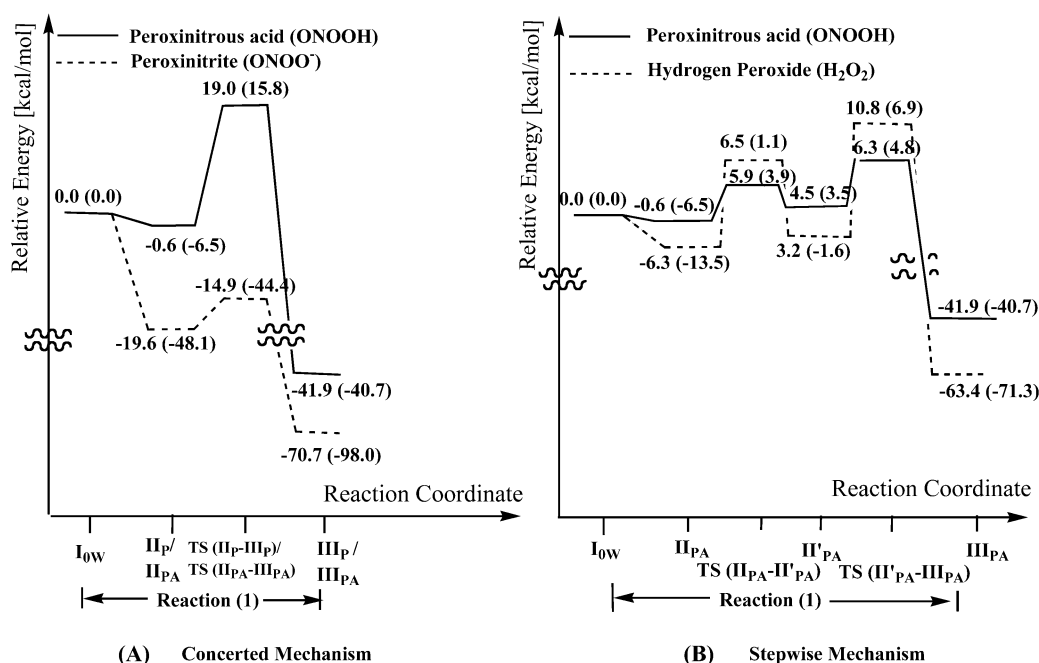 Relative Energy [kcal/mol]
Peroxinitrous acid (ONOOH)
Peroxinitrite (ONOO-)
19.0 (15.8)
0.0 (0.0)
-0.6 (-6.5)
-14.9 (-44.4)
-19.6 (-48.1)
-41.9 (-40.7)
-70.7 (-98.0)
Reaction Coordinate
I0W
IIP/
IIPA
TS (IIP-IIIP)/
TS (IIPA-IIIPA)
IIIP /
IIIPA
Reaction (1)
(A) Concerted Mechanism
Relative Energy [kcal/mol]
Peroxinitrous acid (ONOOH)
Hydrogen Peroxide (H2O2)
10.8 (6.9)
6.5 (1.1)
6.3 (4.8)
5.9 (3.9)
0.0 (0.0)
-0.6 (-6.5)
4.5 (3.5)
-6.3 (-13.5)
3.2 (-1.6)
-41.9 (-40.7)
-63.4 (-71.3)
Reaction Coordinate
I0W
IIPA
TS (IIPA-II'PA)
II'PA
TS (II'PA-IIIPA)
IIIPA
Reaction (1)
(B) Stepwise Mechanism